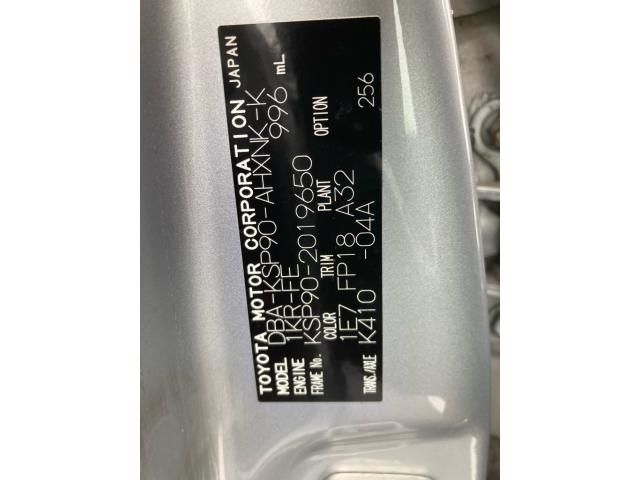 TOYOTA MOTOR CORPORATION JAPAN
MODEL DBA-KSP90-AHXNK-K
ENGINE 1KR-FE 996 mL
FRAME No. KSP90-2019650
COLOR TRIM PLANT OPTION
1E7 FP18 A32 256
TRANS/AXLE K410 -04A